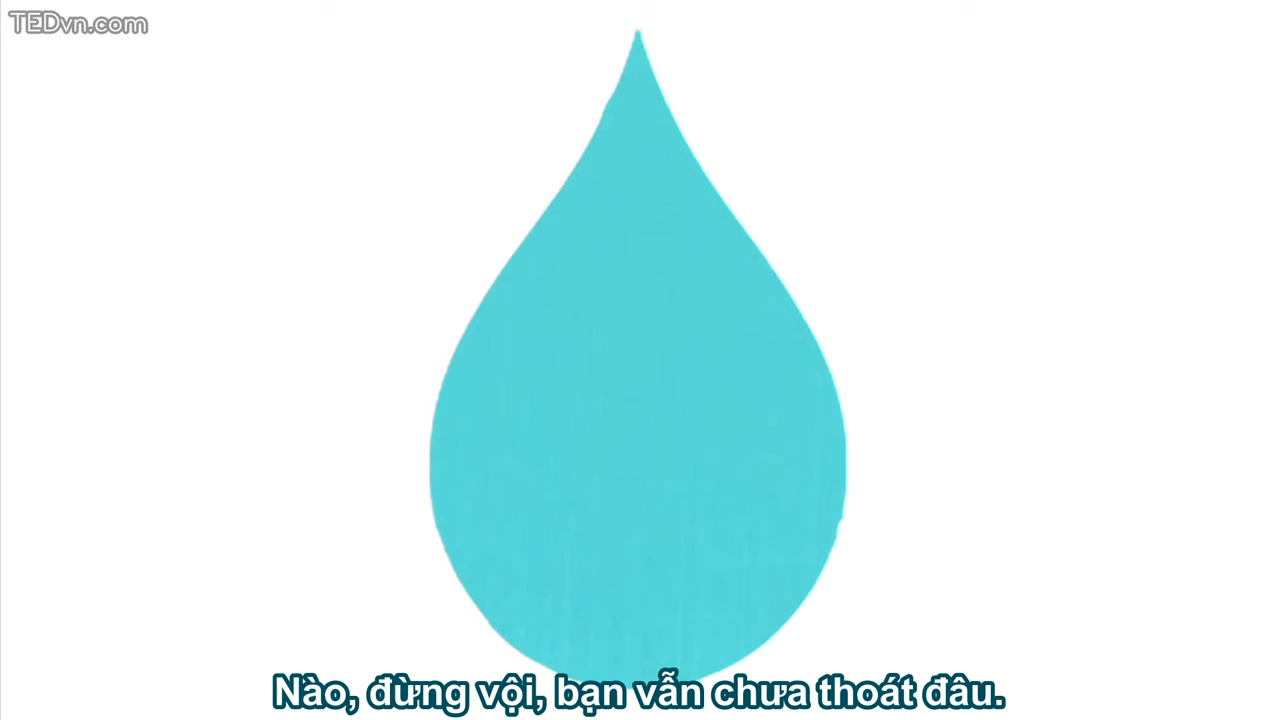 TEDvn.com
Nào, đừng vội, bạn vẫn chưa thoát đâu.